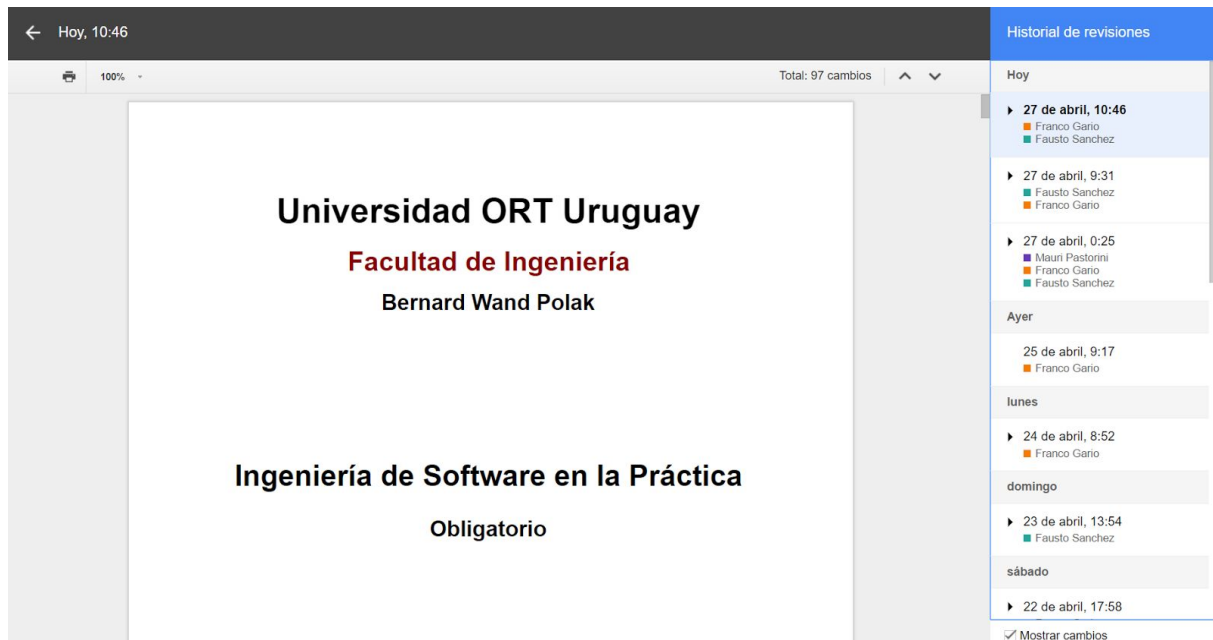 Hoy, 10:46
100%
Total: 97 cambios
Universidad ORT Uruguay
Facultad de Ingeniería
Bernard Wand Polak
Ingeniería de Software en la Práctica
Obligatorio
Historial de revisiones
Hoy
27 de abril, 10:46
Franco Gario
Fausto Sanchez
27 de abril, 9:31
Fausto Sanchez
Franco Gario
27 de abril, 0:25
Mauri Pastorini
Franco Gario
Fausto Sanchez
Ayer
25 de abril, 9:17
Franco Gario
lunes
24 de abril, 8:52
Franco Gario
domingo
23 de abril, 13:54
Fausto Sanchez
sábado
22 de abril, 17:58
Mostrar cambios